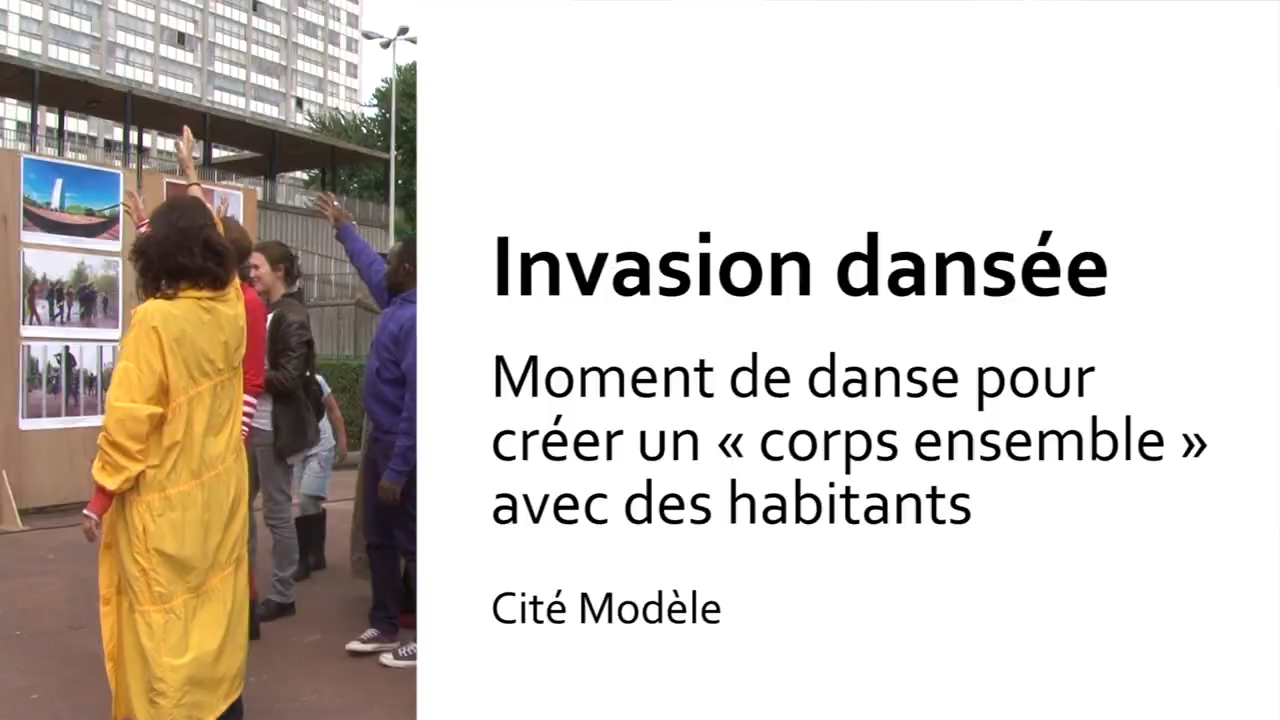 Invasion dansée
Moment de danse pour
créer un « corps ensemble »
avec des habitants
Cité Modèle